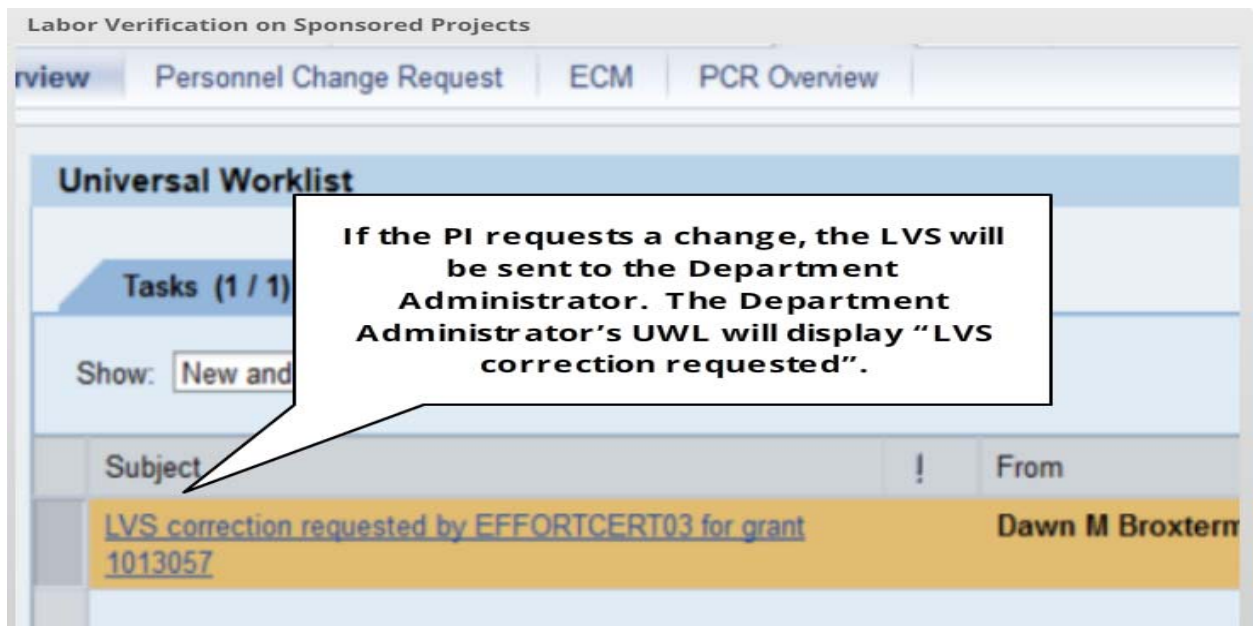 Labor Verification on Sponsored Projects
Personnel Change Request ECM PCR Overview
Universal Worklist
If the PI requests a change, the LVS will
be sent to the Department
Administrator. The Department
Administrator's UWL will display “LVS
correction requested”.
Tasks (1 / 1)
Show: New and
Subject ! From
LVS correction requested by EFFORTCERT03 for grant Dawn M
1013057